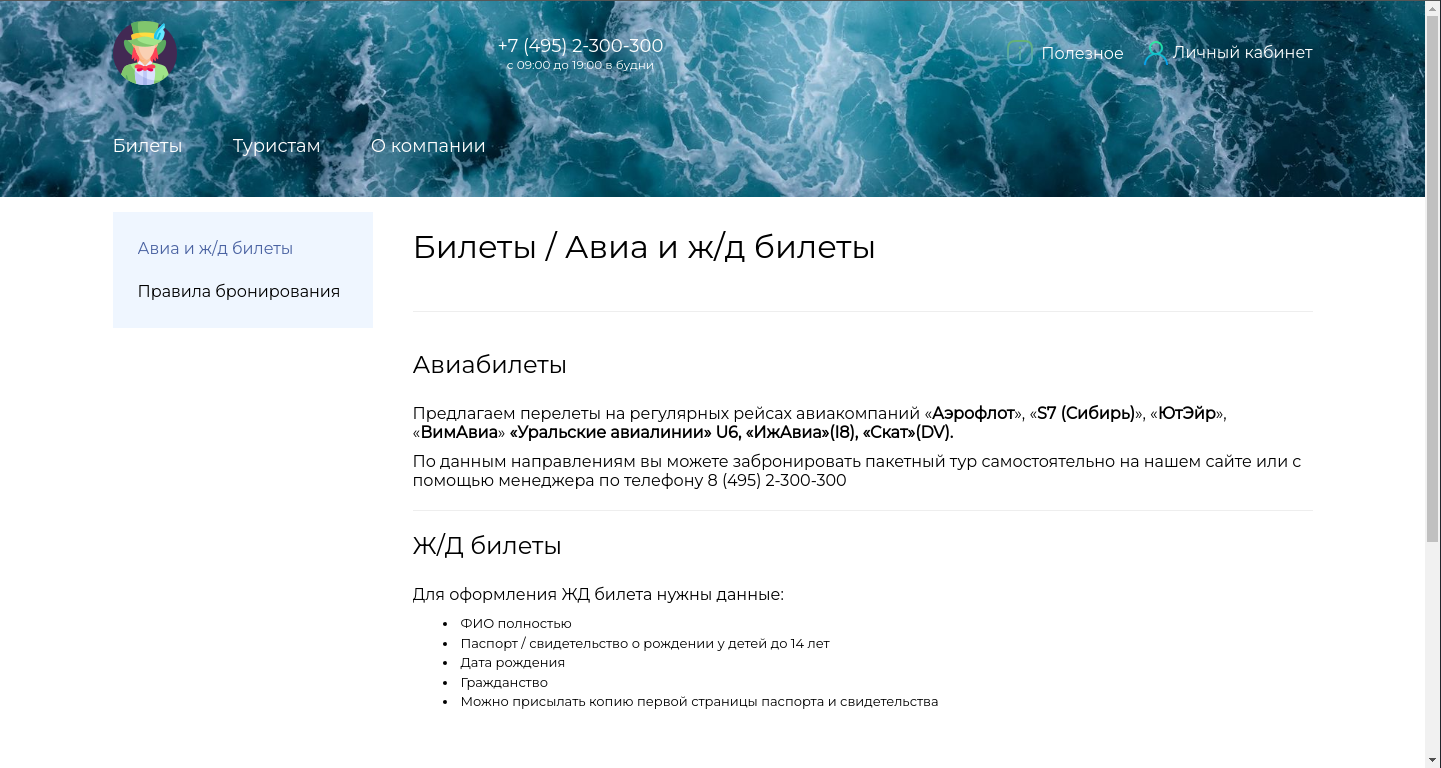 +7 (495) 2-300-300
с 09:00 до 19:00 в будни
Полезное
Личный кабинет
Билеты Туристам О компании
Авиа и ж/д билеты
Правила бронирования
Билеты / Авиа и ж/д билеты
Авиабилеты
Предлагаем перелеты на регулярных рейсах авиакомпаний «Аэрофлот», «S7 (Сибирь)», «ЮтЭйр»,
«ВимАвиа» «Уральские авиалинии» U6, «ИжАвиа»(I8), «Скат»(DV).
По данным направлениям вы можете забронировать пакетный тур самостоятельно на нашем сайте или с
помощью менеджера по телефону 8 (495) 2-300-300
Ж/Д билеты
Для оформления ЖД билета нужны данные:
• ФИО полностью
• Паспорт / свидетельство о рождении у детей до 14 лет
• Дата рождения
• Гражданство
• Можно присылать копию первой страницы паспорта и свидетельства